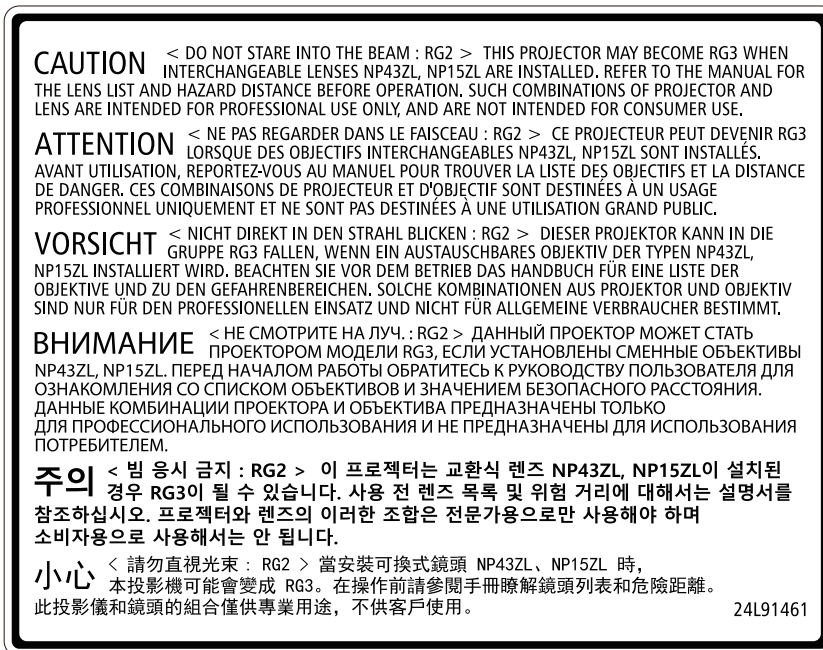 CAUTION < DO NOT STARE INTO THE BEAM : RG2 > THIS PROJECTOR MAY BECOME RG3 WHEN
INTERCHANGEABLE LENSES NP43ZL, NP15ZL ARE INSTALLED. REFER TO THE MANUAL FOR
THE LENS LIST AND HAZARD DISTANCE BEFORE OPERATION. SUCH COMBINATIONS OF PROJECTOR AND
LENS ARE INTENDED FOR PROFESSIONAL USE ONLY, AND ARE NOT INTENDED FOR CONSUMER USE.
ATTENTION < NE PAS REGARDER DANS LE FAISCEAU : RG2 > CE PROJECTEUR PEUT DEVENIR RG3
LORSQUE DES OBJECTIFS INTERCHANGEABLES NP43ZL, NP15ZL SONT INSTALLÉS.
AVANT UTILISATION, REPORTEZ-VOUS AU MANUEL POUR TROUVER LA LISTE DES OBJECTIFS ET LA DISTANCE
DE DANGER. CES COMBINAISONS DE PROJECTEUR ET D'OBJECTIF SONT DESTINÉES À UN USAGE
PROFESSIONNEL UNIQUEMENT ET NE SONT PAS DESTINÉES À UNE UTILISATION GRAND PUBLIC.
VORSICHT < NICHT DIREKT IN DEN STRAHL BLICKEN : RG2 > DIESER PROJEKTOR KANN IN DIE
GRUPPE RG3 FALLEN, WENN EIN AUSTAUSCHBARES OBJEKTIV DER TYPEN NP43ZL,
NP15ZL INSTALLIERT WIRD. BEACHTEN SIE VOR DEM BETRIEB DAS HANDBUCH FÜR EINE LISTE DER
OBJEKTIVE UND ZU DEN GEFAHRENBEREICHEN. SOLCHE KOMBINATIONEN AUS PROJEKTOR UND OBJEKTIV
SIND NUR FÜR DEN PROFESSIONELLEN EINSATZ UND NICHT FÜR ALLGEMEINE VERBRAUCHER BESTIMMT.
ВНИМАНИЕ < НЕ СМОТРИТЕ НА ЛУЧ. : RG2 > ДАННЫЙ ПРОЕКТОР МОЖЕТ СТАТЬ
ПРОЕКТОРОМ МОДЕЛИ RG3, ЕСЛИ УСТАНОВЛЕНЫ СМЕННЫЕ ОБЪЕКТИВЫ
NP43ZL, NP15ZL. ПЕРЕД НАЧАЛОМ РАБОТЫ ОБРАТИТЕСЬ К РУКОВОДСТВУ ПОЛЬЗОВАТЕЛЯ ДЛЯ
ОЗНАКОМЛЕНИЯ СО СПИСКОМ ОБЪЕКТИВОВ И ЗНАЧЕНИЕМ БЕЗОПАСНОГО РАССТОЯНИЯ.
ДАННЫЕ КОМБИНАЦИИ ПРОЕКТОРА И ОБЪЕКТИВА ПРЕДНАЗНАЧЕНЫ ТОЛЬКО
ДЛЯ ПРОФЕССИОНАЛЬНОГО ИСПОЛЬЗОВАНИЯ И НЕ ПРЕДНАЗНАЧЕНЫ ДЛЯ ИСПОЛЬЗОВАНИЯ
ПОТРЕБИТЕЛЕМ.
주의 < 빔 응시 금지 : RG2 > 이 프로젝터는 교환식 렌즈 NP43ZL, NP15ZL이 설치된
경우 RG3이 될 수 있습니다. 사용 전 렌즈 목록 및 위험 거리에 대해서는 설명서를
참조하십시오. 프로젝터와 렌즈의 이러한 조합은 전문가용으로만 사용해야 하며
소비자용으로 사용해서는 안 됩니다.
小心 < 請勿直視光束 : RG2 > 當安裝可換式鏡頭 NP43ZL、NP15ZL 時,
本投影機可能會變成 RG3。在操作前請參閱手冊瞭解鏡頭列表和危險距離。
此投影儀和鏡頭的組合僅供專業用途, 不供客戶使用。
24L91461